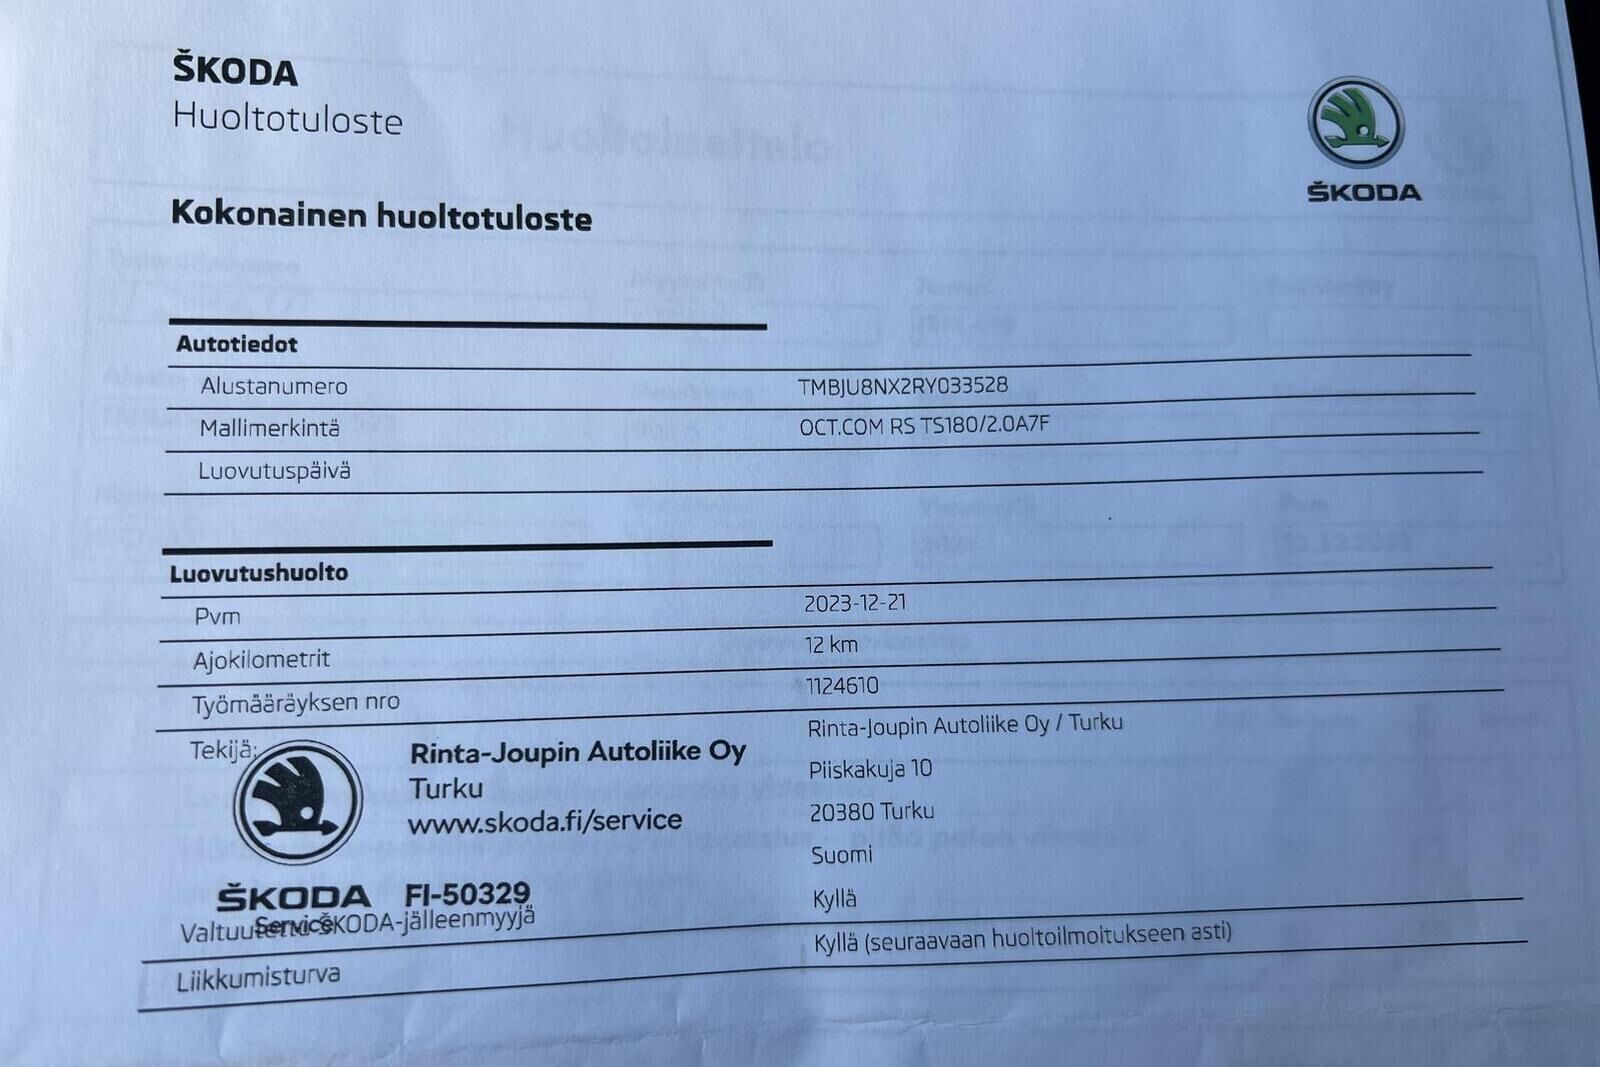 ŠKODA
Huoltotuloste
ŠKODA
Kokonainen huoltotuloste
Autotiedot
Alustanumero TMBJU8NX2RY033528
Mallimerkintä OCT.COM RS TS180/2.0A7F
Luovutuspäivä
Luovutushuolto
Pvm 2023-12-21
Ajokilometrit 12 km
Työmääräyksen nro 1124610
Tekijä: Rinta-Joupin Autoliike Oy / Turku
Rinta-Joupin Autoliike Oy
Turku Piiskakuja 10
www.skoda.fi/service 20380 Turku
Suomi
ŠKODA FI-50329
Service
Valtuutettu ŠKODA-jälleenmyyjä Kyllä
Liikkumisturva Kyllä (seuraavaan huoltoilmoitukseen asti)